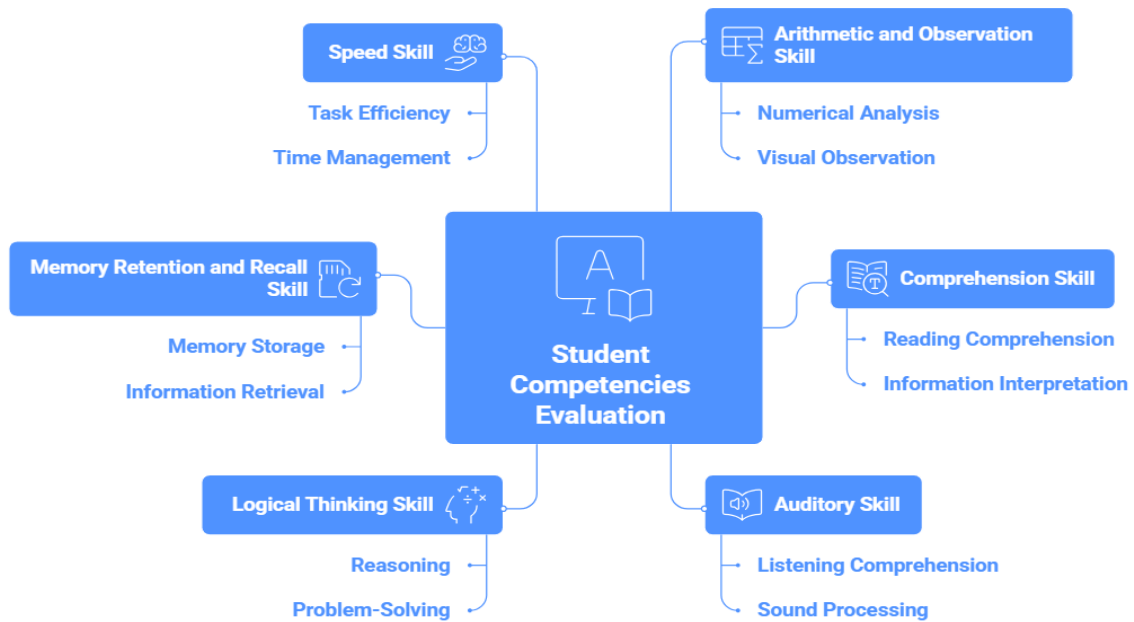 Speed Skill
Task Efficiency
Time Management
Arithmetic and Observation
Skill
Numerical Analysis
Visual Observation
Memory Retention and Recall
Skill
Memory Storage
Information Retrieval
A
Student
Competencies
Evaluation
T
Comprehension Skill
Reading Comprehension
Information Interpretation
Logical Thinking Skill
Reasoning
Problem-Solving
Auditory Skill
Listening Comprehension
Sound Processing